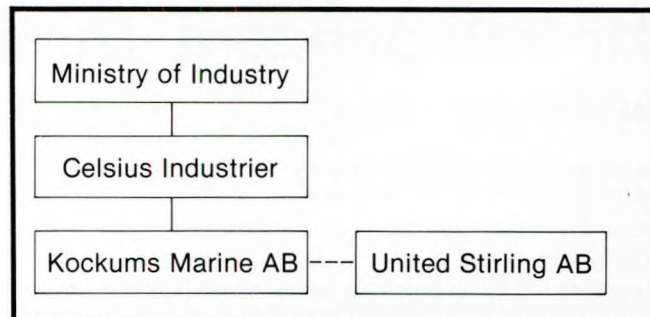 Ministry of Industry
Celsius Industrier
Kockums Marine AB
United Stirling AB